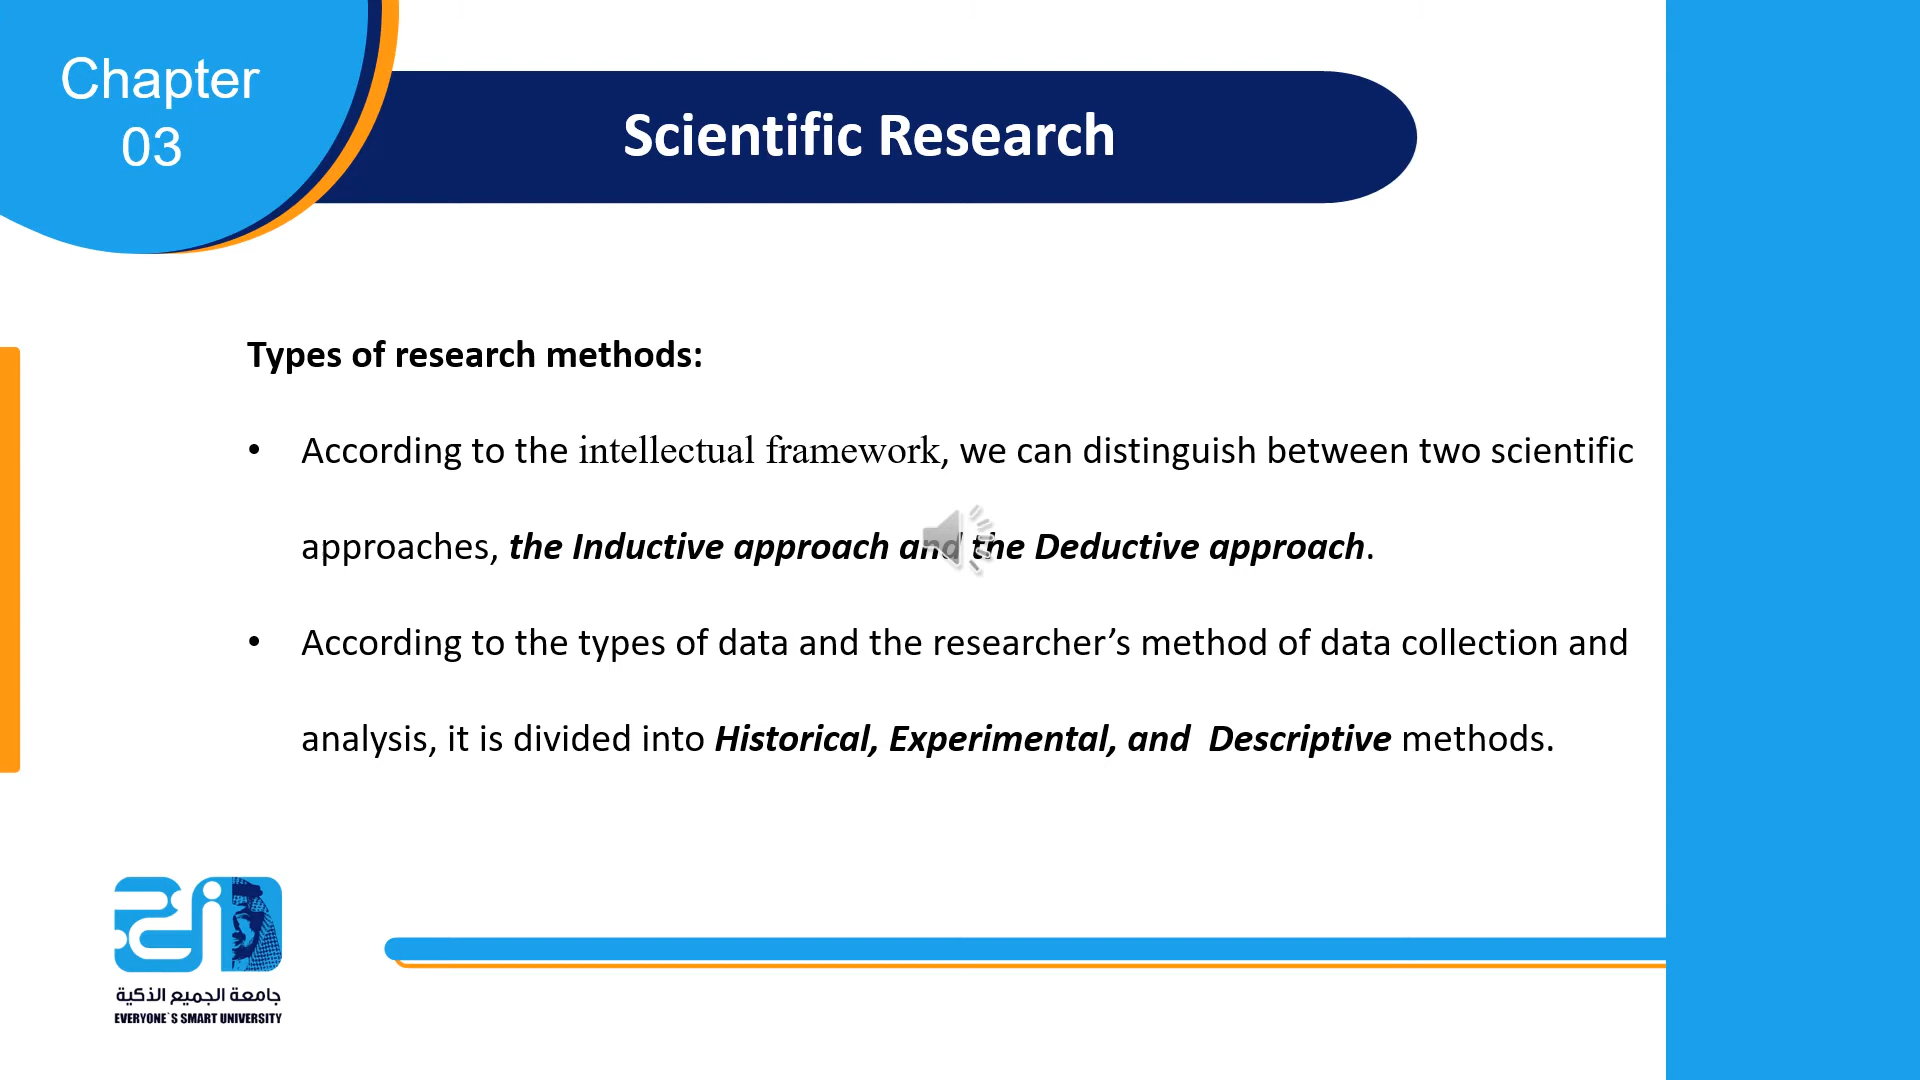 Chapter
03
Scientific Research
Types of research methods:
• According to the intellectual framework, we can distinguish between two scientific
approaches, the Inductive approach and the Deductive approach.
• According to the types of data and the researcher’s method of data collection and
analysis, it is divided into Historical, Experimental, and Descriptive methods.
جامعة الجميع الذكية
EVERYONE`S SMART UNIVERSITY